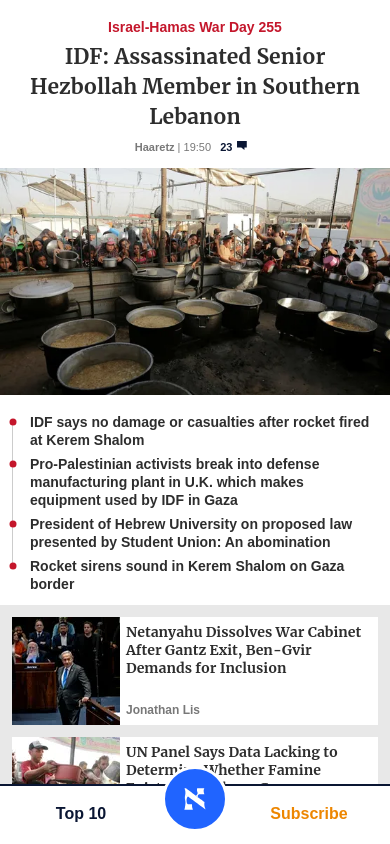 Israel-Hamas War Day 255
IDF: Assassinated Senior
Hezbollah Member in Southern
Lebanon
Haaretz | 19:50 23
IDF says no damage or casualties after rocket fired
at Kerem Shalom
Pro-Palestinian activists break into defense
manufacturing plant in U.K. which makes
equipment used by IDF in Gaza
President of Hebrew University on proposed law
presented by Student Union: An abomination
Rocket sirens sound in Kerem Shalom on Gaza
border
Netanyahu Dissolves War Cabinet
After Gantz Exit, Ben-Gvir
Demands for Inclusion
Jonathan Lis
UN Panel Says Data Lacking to
Determine Whether Famine
Top 10
Subscribe